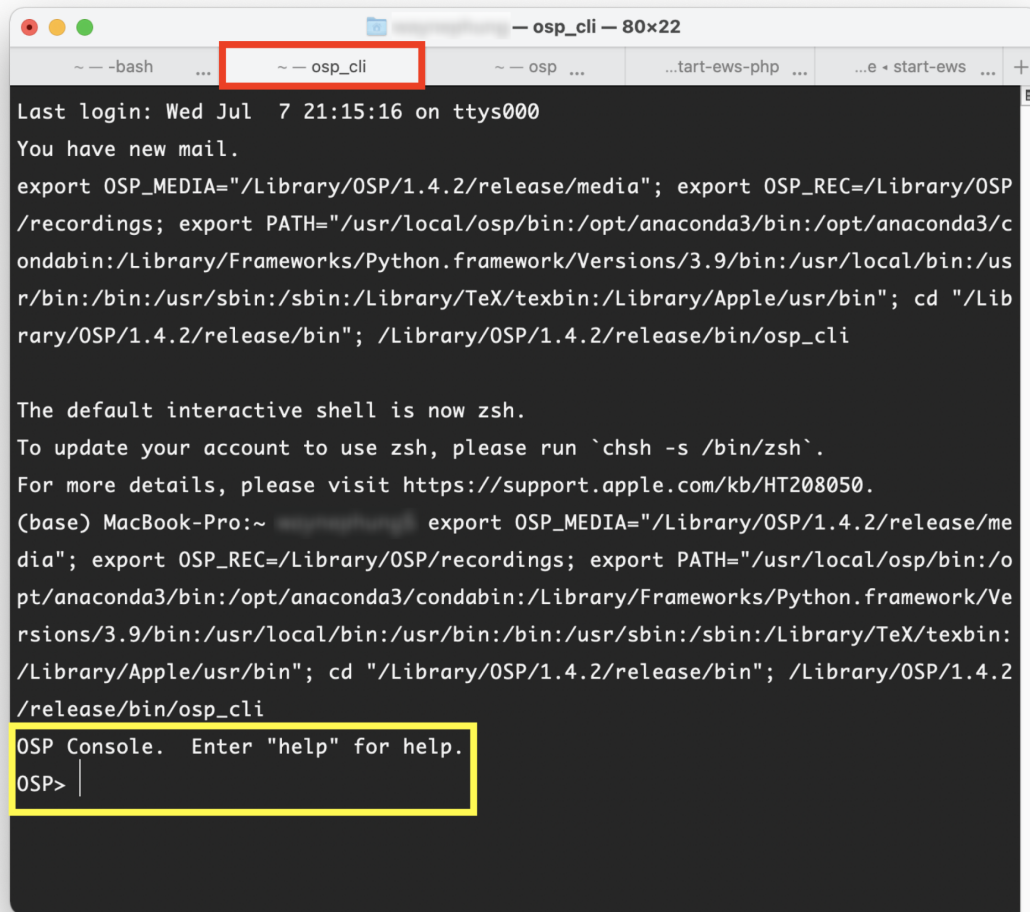 — osp_cli — 80×22
~ — -bash ... ~ — osp_cli ~ — osp ... ...tart-ews-php ... ...e ◂ start-ews ... +
Last login: Wed Jul  7 21:15:16 on ttys000
You have new mail.
export OSP_MEDIA="/Library/OSP/1.4.2/release/media"; export OSP_REC=/Library/OSP
/recordings; export PATH="/usr/local/osp/bin:/opt/anaconda3/bin:/opt/anaconda3/c
ondabin:/Library/Frameworks/Python.framework/Versions/3.9/bin:/usr/local/bin:/us
r/bin:/bin:/usr/sbin:/sbin:/Library/TeX/texbin:/Library/Apple/usr/bin"; cd "/Lib
rary/OSP/1.4.2/release/bin"; /Library/OSP/1.4.2/release/bin/osp_cli
The default interactive shell is now zsh.
To update your account to use zsh, please run `chsh -s /bin/zsh`.
For more details, please visit https://support.apple.com/kb/HT208050.
(base) MacBook-Pro:~ export OSP_MEDIA="/Library/OSP/1.4.2/release/me
dia"; export OSP_REC=/Library/OSP/recordings; export PATH="/usr/local/osp/bin:/o
pt/anaconda3/bin:/opt/anaconda3/condabin:/Library/Frameworks/Python.framework/Ve
rsions/3.9/bin:/usr/local/bin:/usr/bin:/bin:/usr/sbin:/sbin:/Library/TeX/texbin:
/Library/Apple/usr/bin"; cd "/Library/OSP/1.4.2/release/bin"; /Library/OSP/1.4.2
/release/bin/osp_cli
OSP Console.  Enter "help" for help.
OSP>